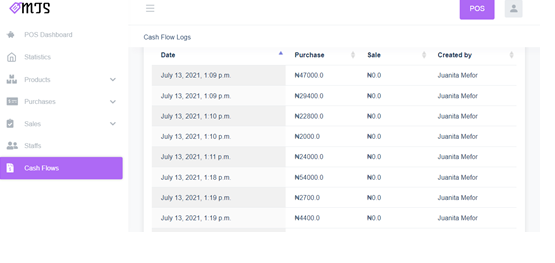 MTS
POS
POS Dashboard
Statistics
Products
Purchases
Sales
Staffs
Cash Flows
Cash Flow Logs
Date Purchase Sale Created by
July 13, 2021, 1:09 p.m. ₦47000.0 ₦0.0 Juanita Mefor
July 13, 2021, 1:09 p.m. ₦29400.0 ₦0.0 Juanita Mefor
July 13, 2021, 1:10 p.m. ₦22800.0 ₦0.0 Juanita Mefor
July 13, 2021, 1:10 p.m. ₦2000.0 ₦0.0 Juanita Mefor
July 13, 2021, 1:11 p.m. ₦24000.0 ₦0.0 Juanita Mefor
July 13, 2021, 1:18 p.m. ₦54000.0 ₦0.0 Juanita Mefor
July 13, 2021, 1:19 p.m. ₦2700.0 ₦0.0 Juanita Mefor
July 13, 2021, 1:19 p.m. ₦4400.0 ₦0.0 Juanita Mefor